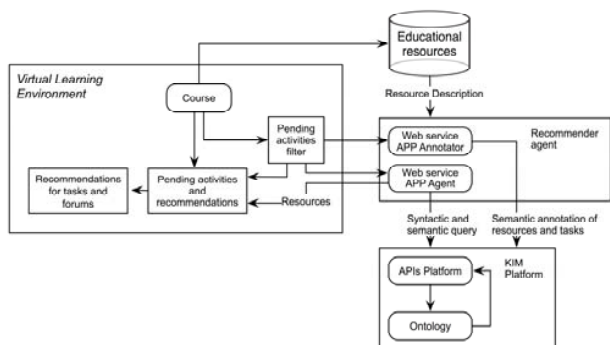 Educational
resources
Virtual Learning
Environment
Course
Resource Description
Pending
activities
filter
Recommender
agent
Web service
APP Annotator
Web service
APP Agent
Recommendations
for tasks and
forums
Pending activities
and
recommendations
Resources
Syntactic and
semantic query
Semantic annotation of
resources and tasks
KIM
Platform
APIs Platform
Ontology